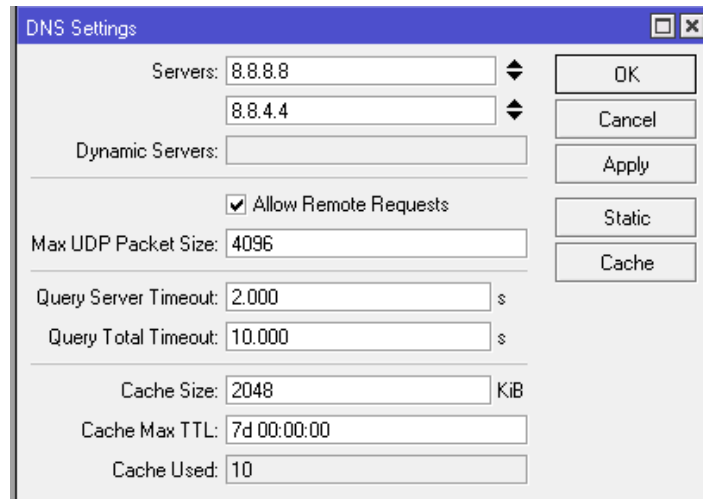 DNS Settings
Servers: 8.8.8.8
8.8.4.4
Dynamic Servers:
Allow Remote Requests
Max UDP Packet Size: 4096
Query Server Timeout: 2.000 s
Query Total Timeout: 10.000 s
Cache Size: 2048 KiB
Cache Max TTL: 7d 00:00:00
Cache Used: 10
OK
Cancel
Apply
Static
Cache